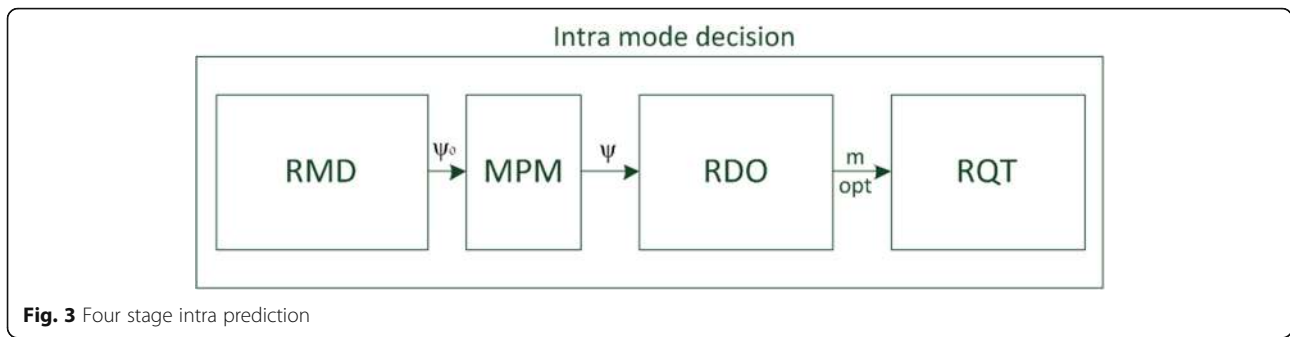 Intra mode decision
RMD
Ψ₀
MPM
Ψ
RDO
m
opt
RQT
Fig. 3 Four stage intra prediction